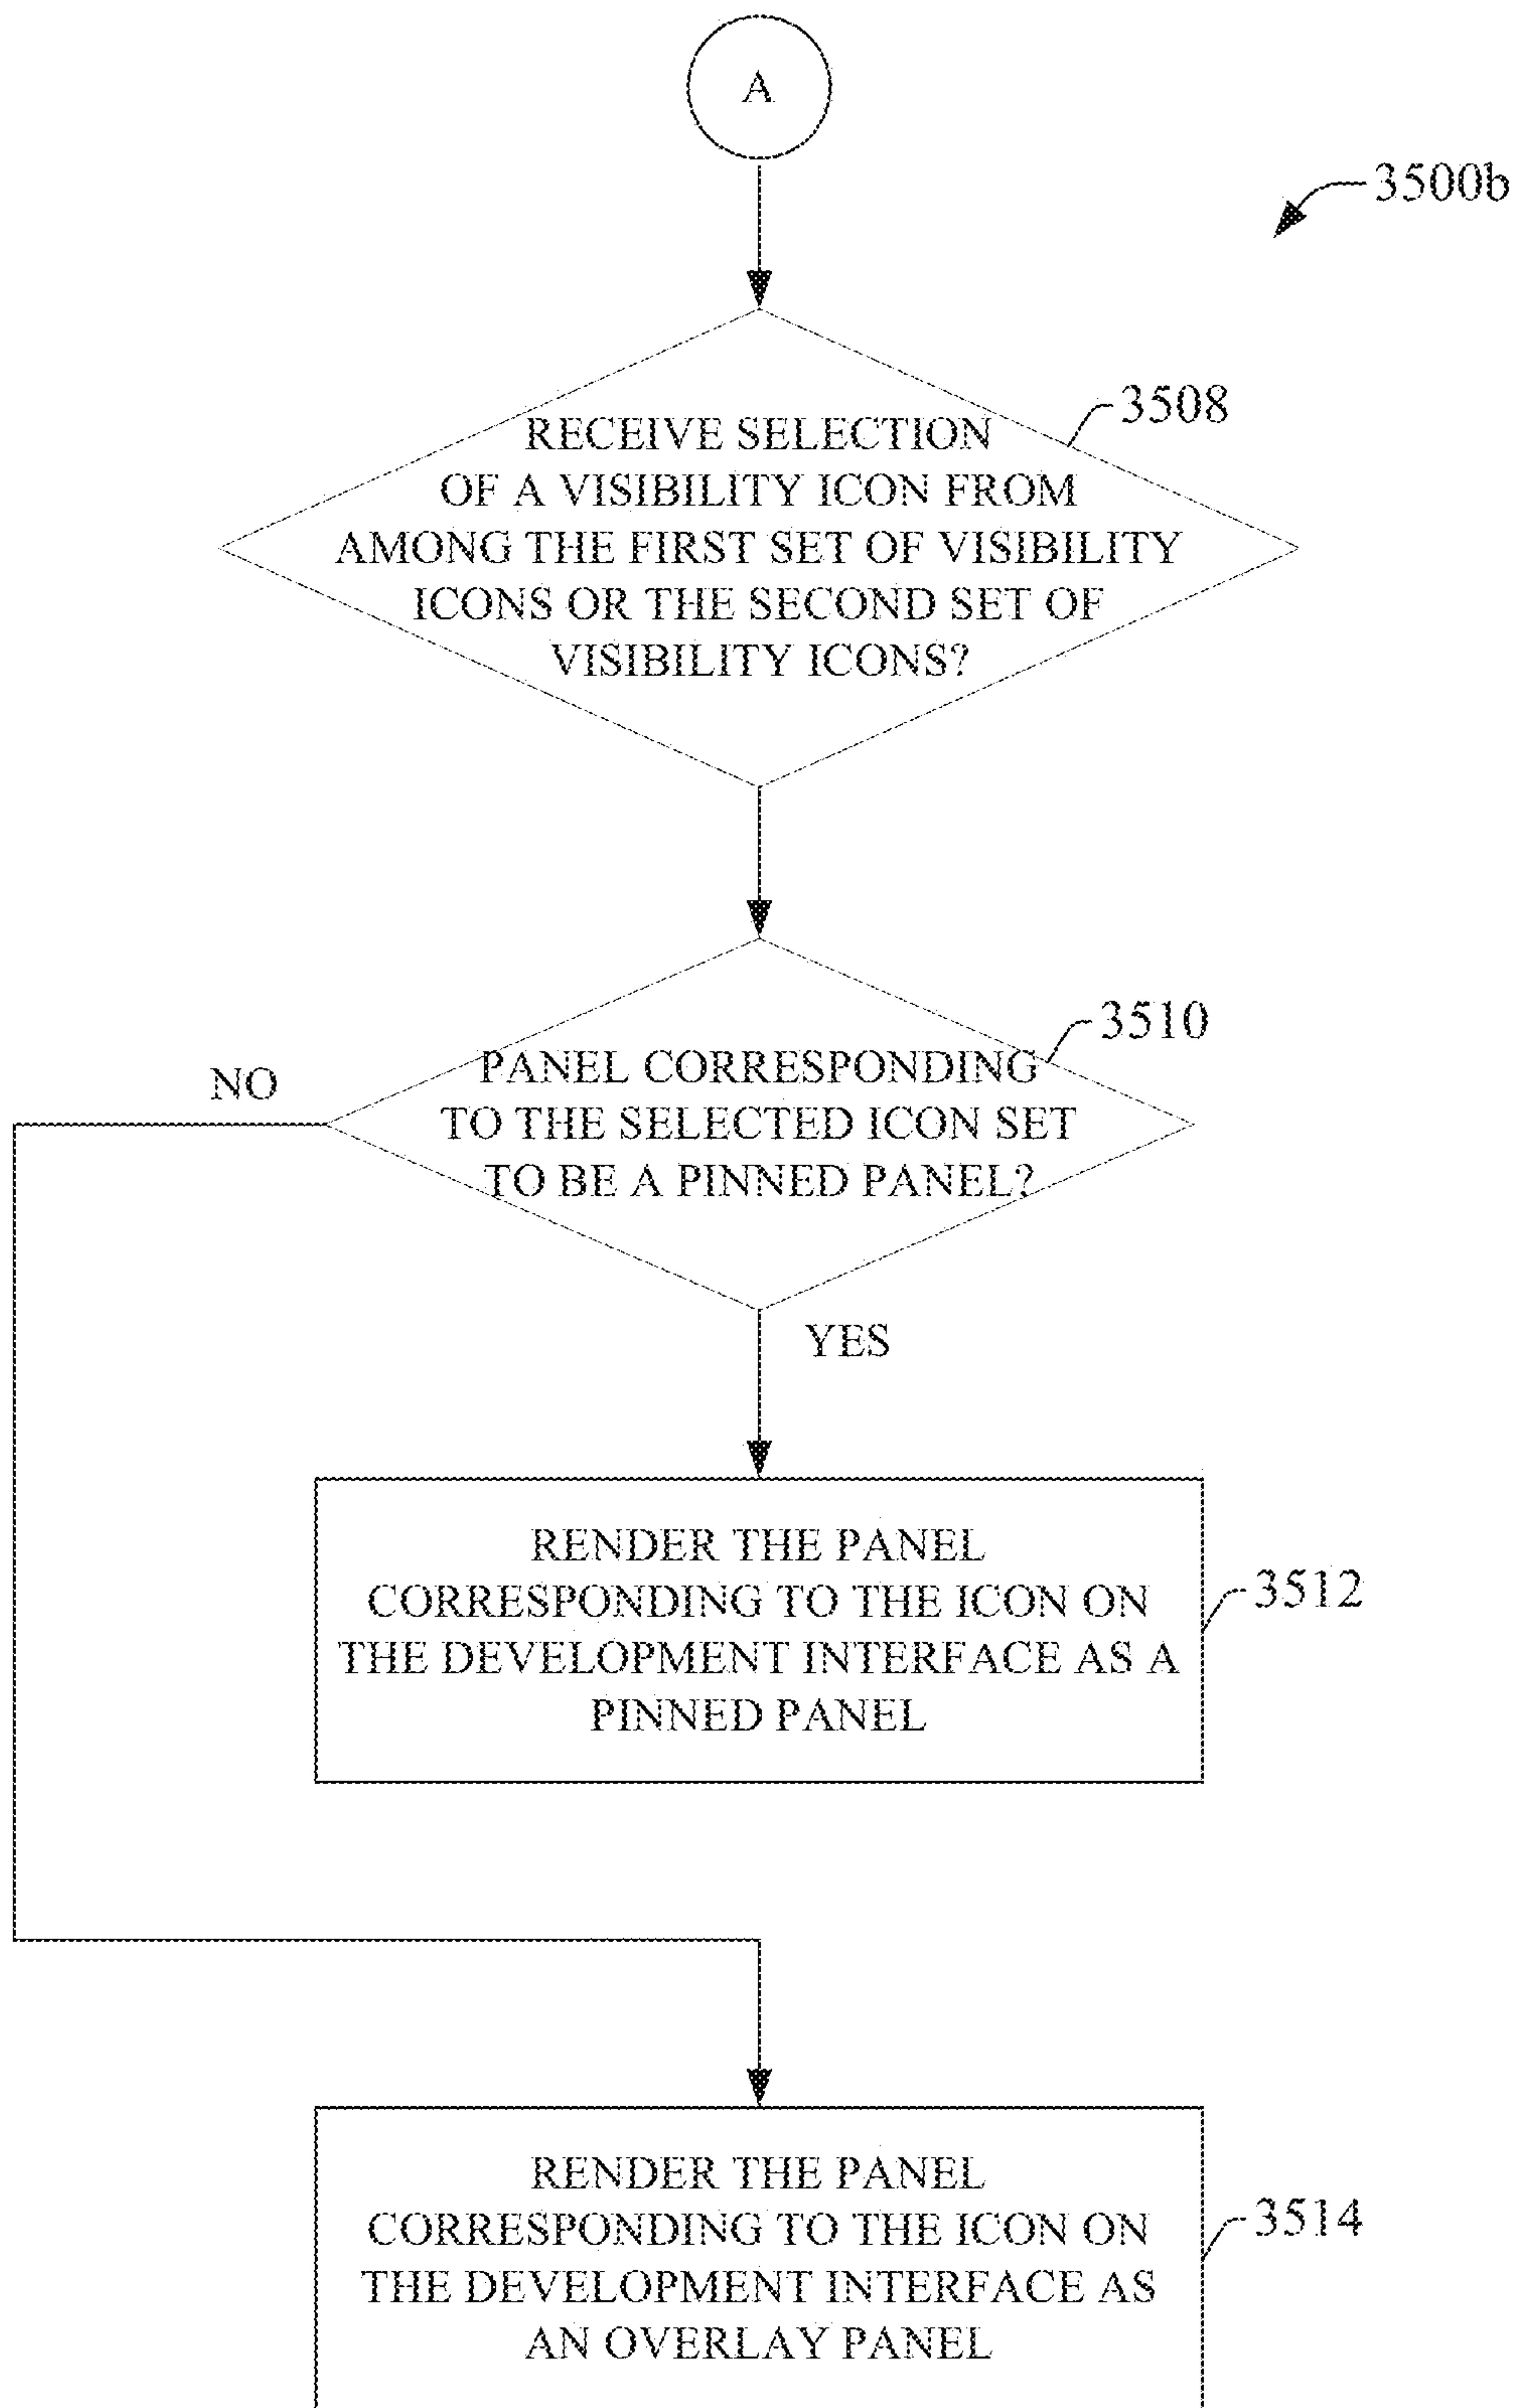 A
3500b
3508
RECEIVE SELECTION
OF A VISIBILITY ICON FROM
AMONG THE FIRST SET OF VISIBILITY
ICONS OR THE SECOND SET OF
VISIBILITY ICONS?
3510
PANEL CORRESPONDING
TO THE SELECTED ICON SET
TO BE A PINNED PANEL?
NO
YES
RENDER THE PANEL
CORRESPONDING TO THE ICON ON
THE DEVELOPMENT INTERFACE AS A
PINNED PANEL
3512
RENDER THE PANEL
CORRESPONDING TO THE ICON ON
THE DEVELOPMENT INTERFACE AS
AN OVERLAY PANEL
3514